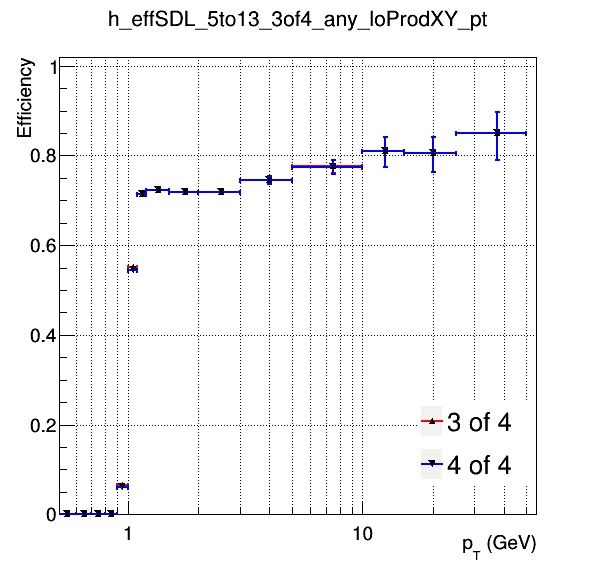 h_effSDL_5to13_3of4_any_loProdXY_pt
Efficiency
1
0.8
0.6
0.4
0.2
0
3 of 4
4 of 4
1
10
p_T (GeV)